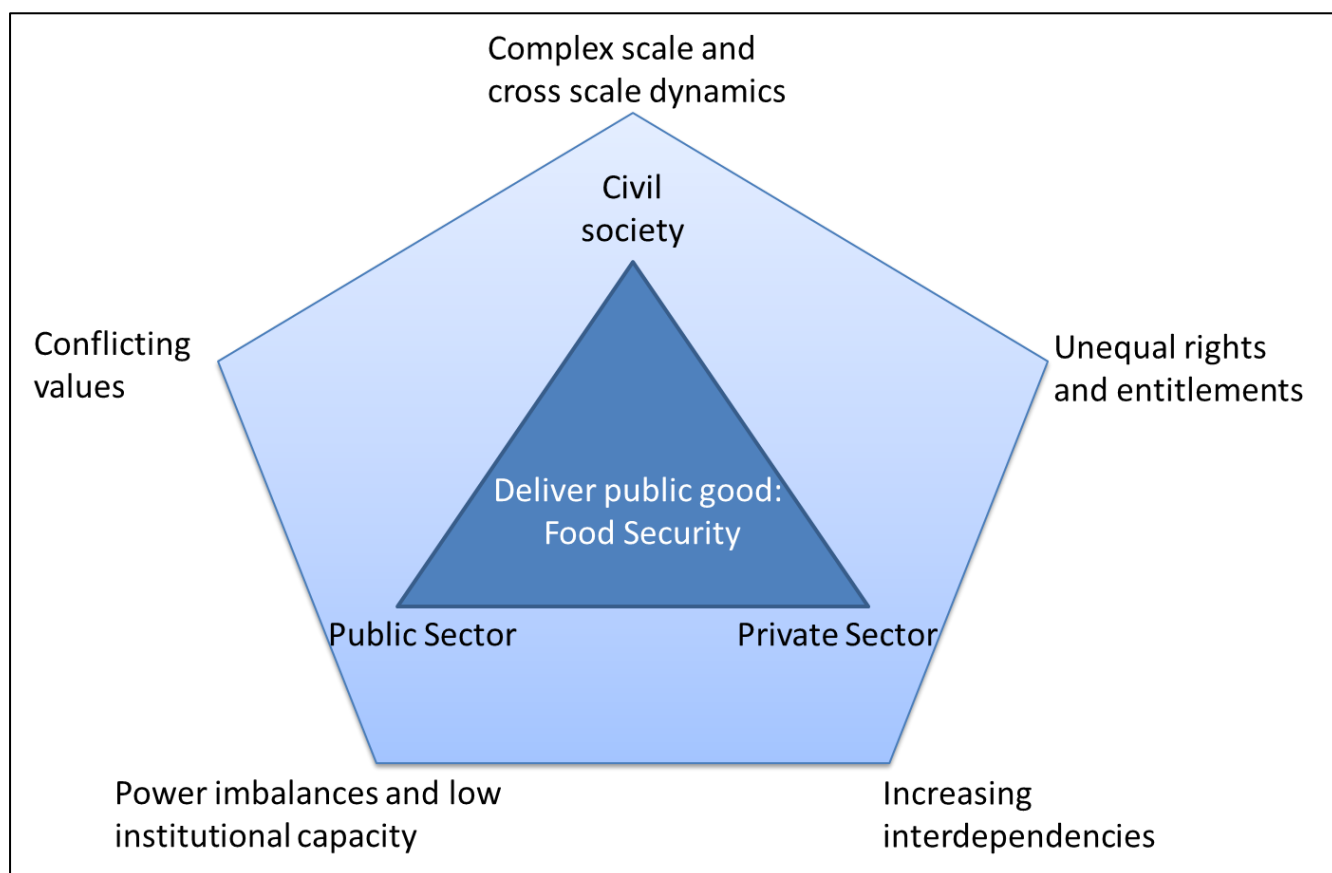 Complex scale and
cross scale dynamics
Civil
society
Conflicting
values
Unequal rights
and entitlements
Deliver public good:
Food Security
Public Sector
Private Sector
Power imbalances and low
institutional capacity
Increasing
interdependencies